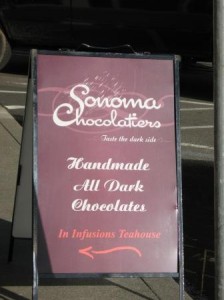 Sonoma
Chocolatiers
Taste the dark side ...
Handmade
All Dark
Chocolates
In Infusions Teahouse